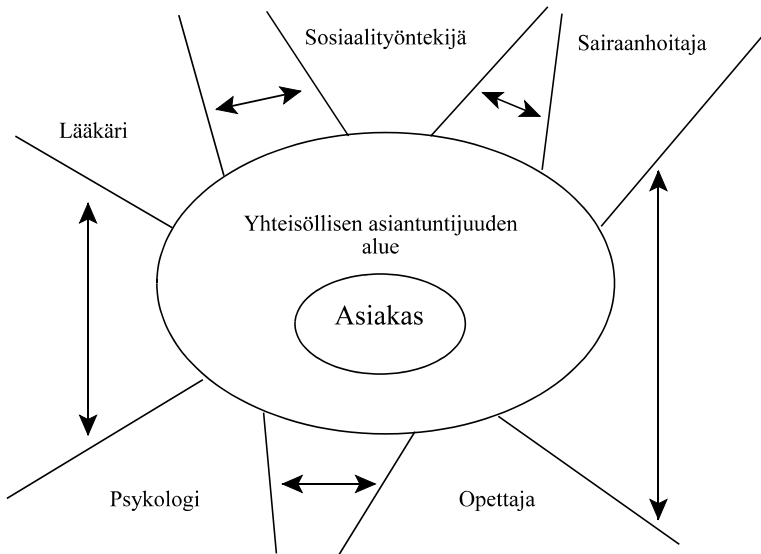 Sosiaalityöntekijä
Sairaanhoitaja
Lääkäri
Yhteisöllisen asiantuntijuuden
alue
Asiakas
Psykologi
Opettaja